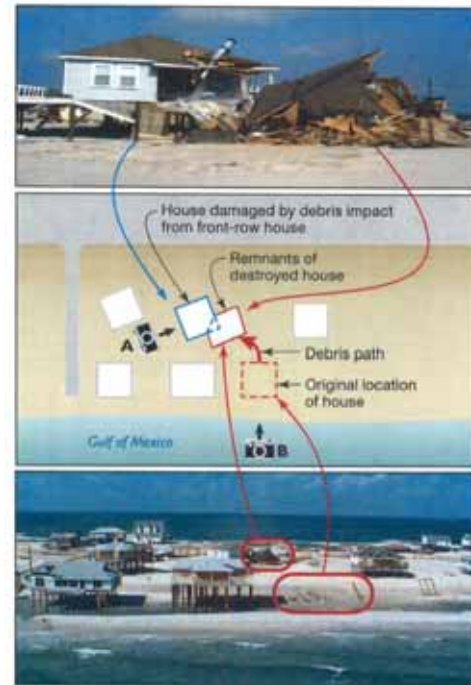 House damaged by debris impact
from front-row house
Remnants of
destroyed house
A
Debris path
Original location
of house
Gulf of Mexico
B